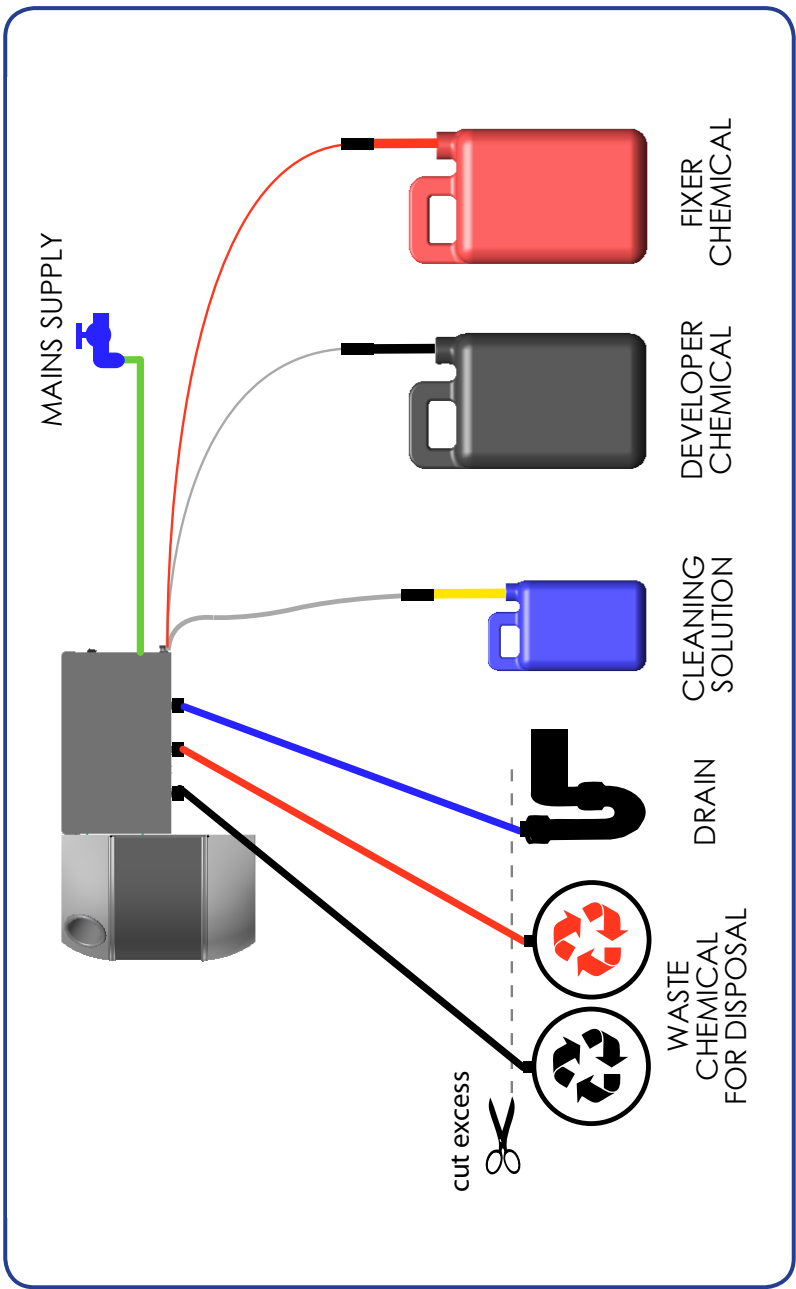 MAINS SUPPLY
FIXER
CHEMICAL
DEVELOPER
CHEMICAL
CLEANING
SOLUTION
DRAIN
WASTE
CHEMICAL
FOR DISPOSAL
cut excess